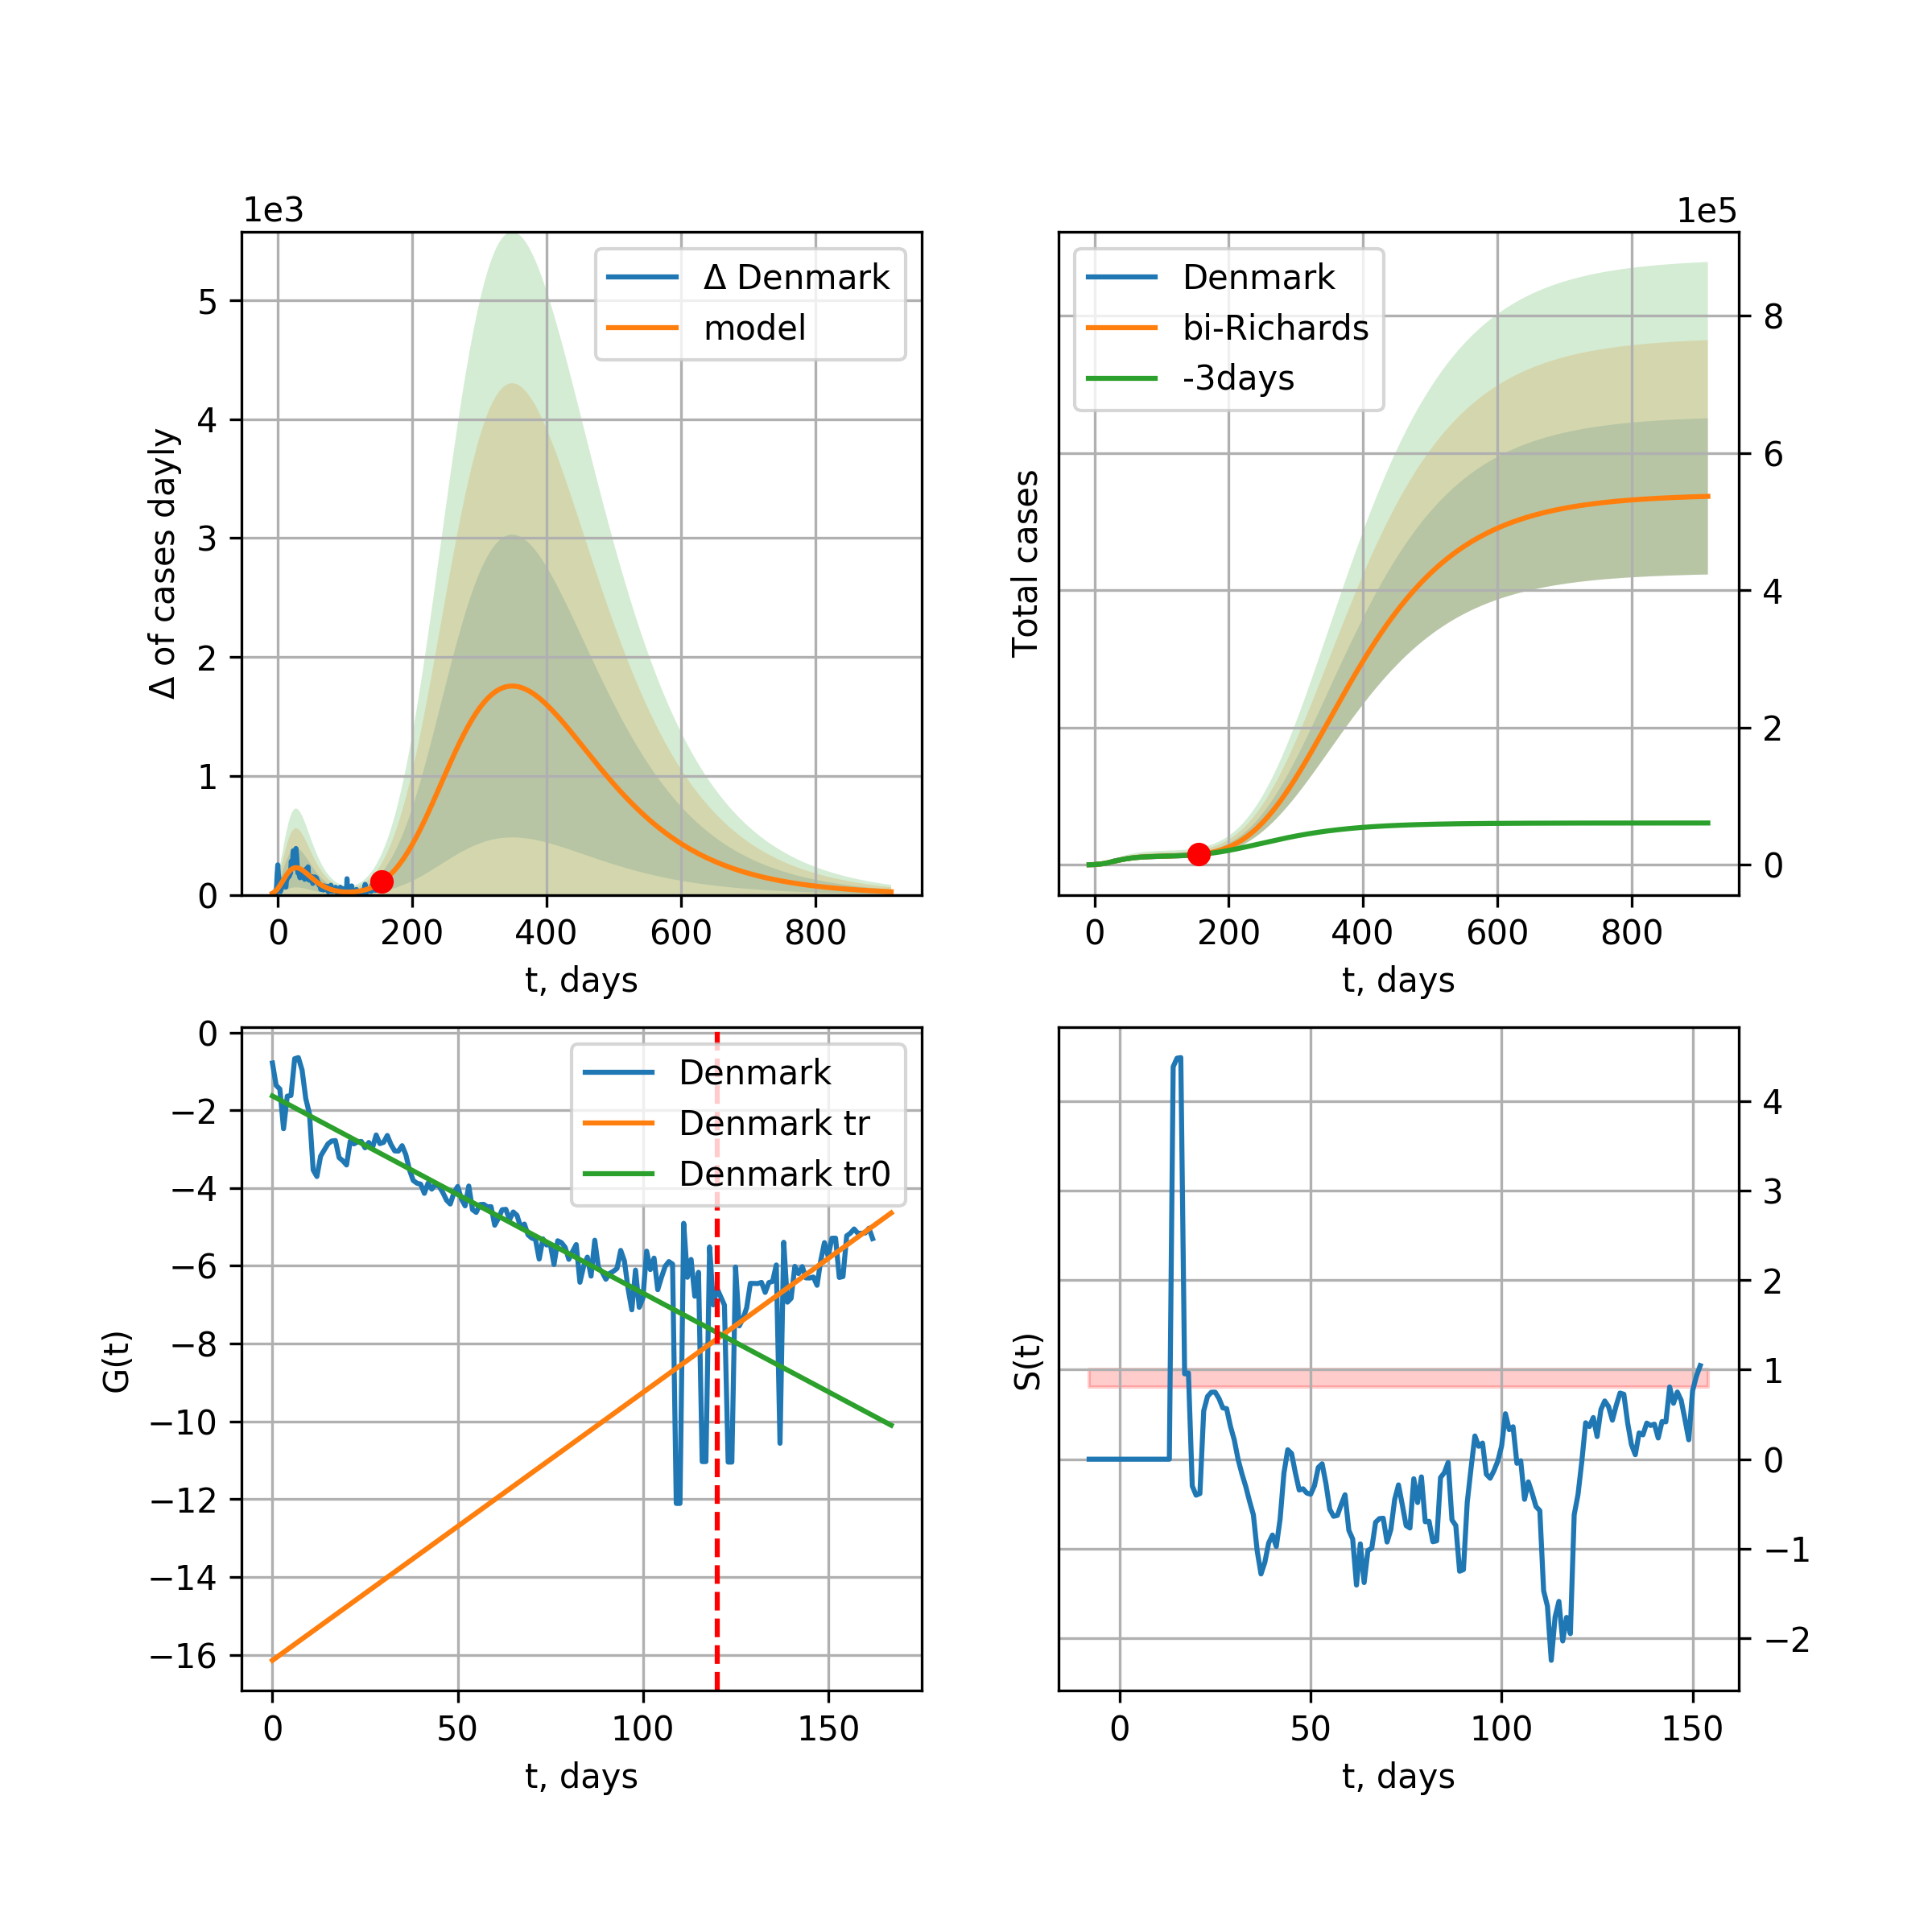 1e3
Δ of cases dayly
5
4
3
2
1
0
Δ Denmark
model
0 200 400 600 800
t, days
1e5
Total cases
Denmark
bi-Richards
-3days
8
6
4
2
0
0 200 400 600 800
t, days
G(t)
0
−2
−4
−6
−8
−10
−12
−14
−16
Denmark
Denmark tr
Denmark tr0
0 50 100 150
t, days
S(t)
4
3
2
1
0
−1
−2
0 50 100 150
t, days